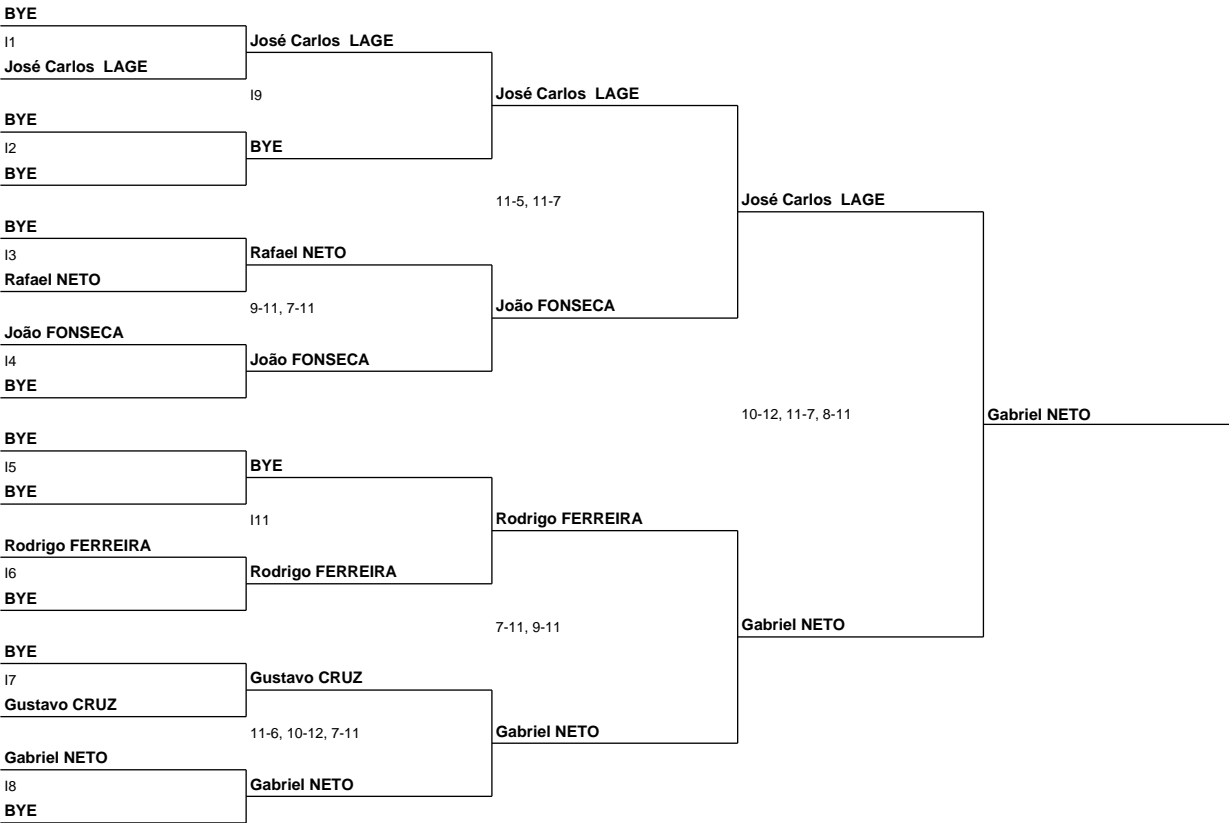 BYE
I1
José Carlos  LAGE
José Carlos  LAGE
I9
José Carlos  LAGE
BYE
I2
BYE
BYE
11-5, 11-7
José Carlos  LAGE
BYE
I3
Rafael NETO
Rafael NETO
9-11, 7-11
João FONSECA
João FONSECA
I4
BYE
João FONSECA
10-12, 11-7, 8-11
Gabriel NETO
BYE
I5
BYE
BYE
I11
Rodrigo FERREIRA
Rodrigo FERREIRA
I6
BYE
Rodrigo FERREIRA
7-11, 9-11
Gabriel NETO
BYE
I7
Gustavo CRUZ
Gustavo CRUZ
11-6, 10-12, 7-11
Gabriel NETO
Gabriel NETO
I8
BYE
Gabriel NETO